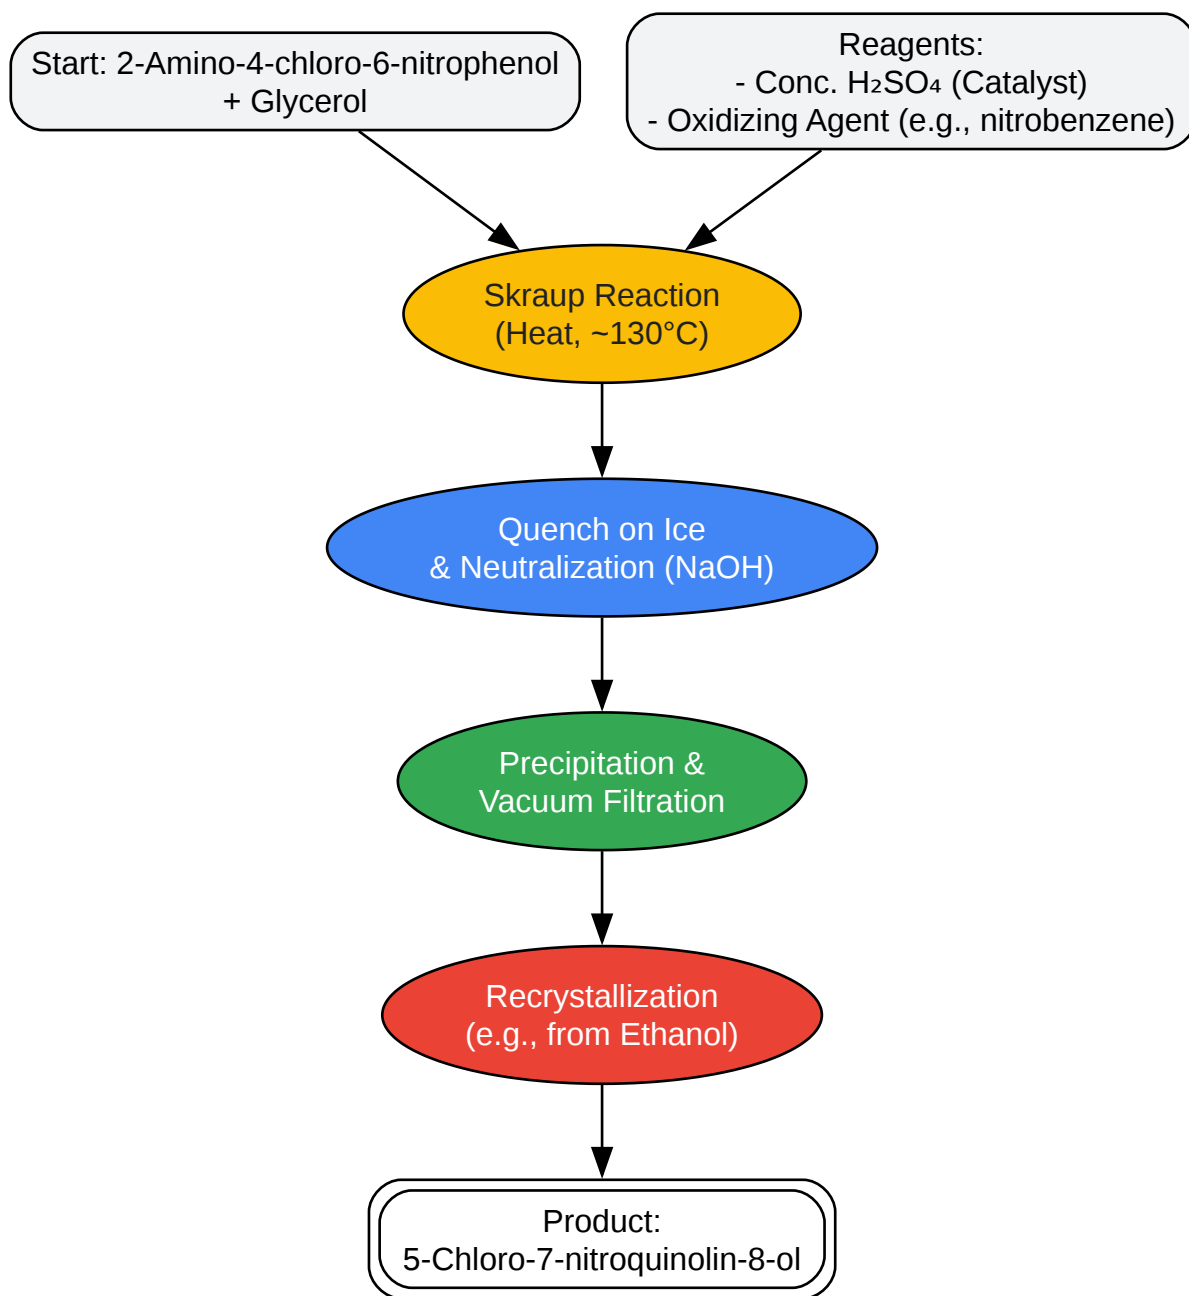 Start: 2-Amino-4-chloro-6-nitrophenol
+ Glycerol
Reagents:
- Conc. H₂SO₄ (Catalyst)
- Oxidizing Agent (e.g., nitrobenzene)
Skraup Reaction
(Heat, ~130°C)
Quench on Ice
& Neutralization (NaOH)
Precipitation &
Vacuum Filtration
Recrystallization
(e.g., from Ethanol)
Product:
5-Chloro-7-nitroquinolin-8-ol